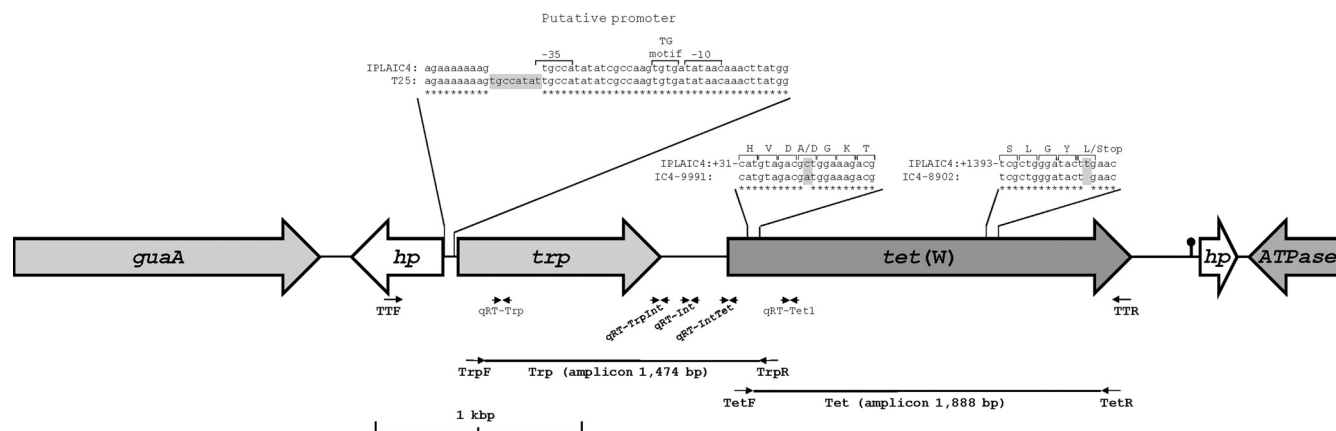 Putative promoter
TG
-35 motif -10
IPLAIC4: agaaaaaaag tgccatatatcgccaagtgtgatataacaaacttatgg
T25: agaaaaaaagtgccatattgccatatatcgccaagtgtgatataacaaacttatgg
********* ***************************************
H V D A/D G K T
IPLAIC4:+31-catgtagacgctggaaagacg
IC4-9991: catgtagacgatggaaagacg
********** **********
S L G Y L/Stop
IPLAIC4:+1393-tcgctgggatacttgaac
IC4-8902: tcgctgggatact gaac
************* ****
guaA hp trp tet(W) hp ATPase
TTF qRT-Trp qRT-TrpInt qRT-Int qRT-IntTet qRT-Tet1 TTR
TrpF Trp (amplicon 1,474 bp) TrpR
TetF Tet (amplicon 1,888 bp) TetR
1 kbp